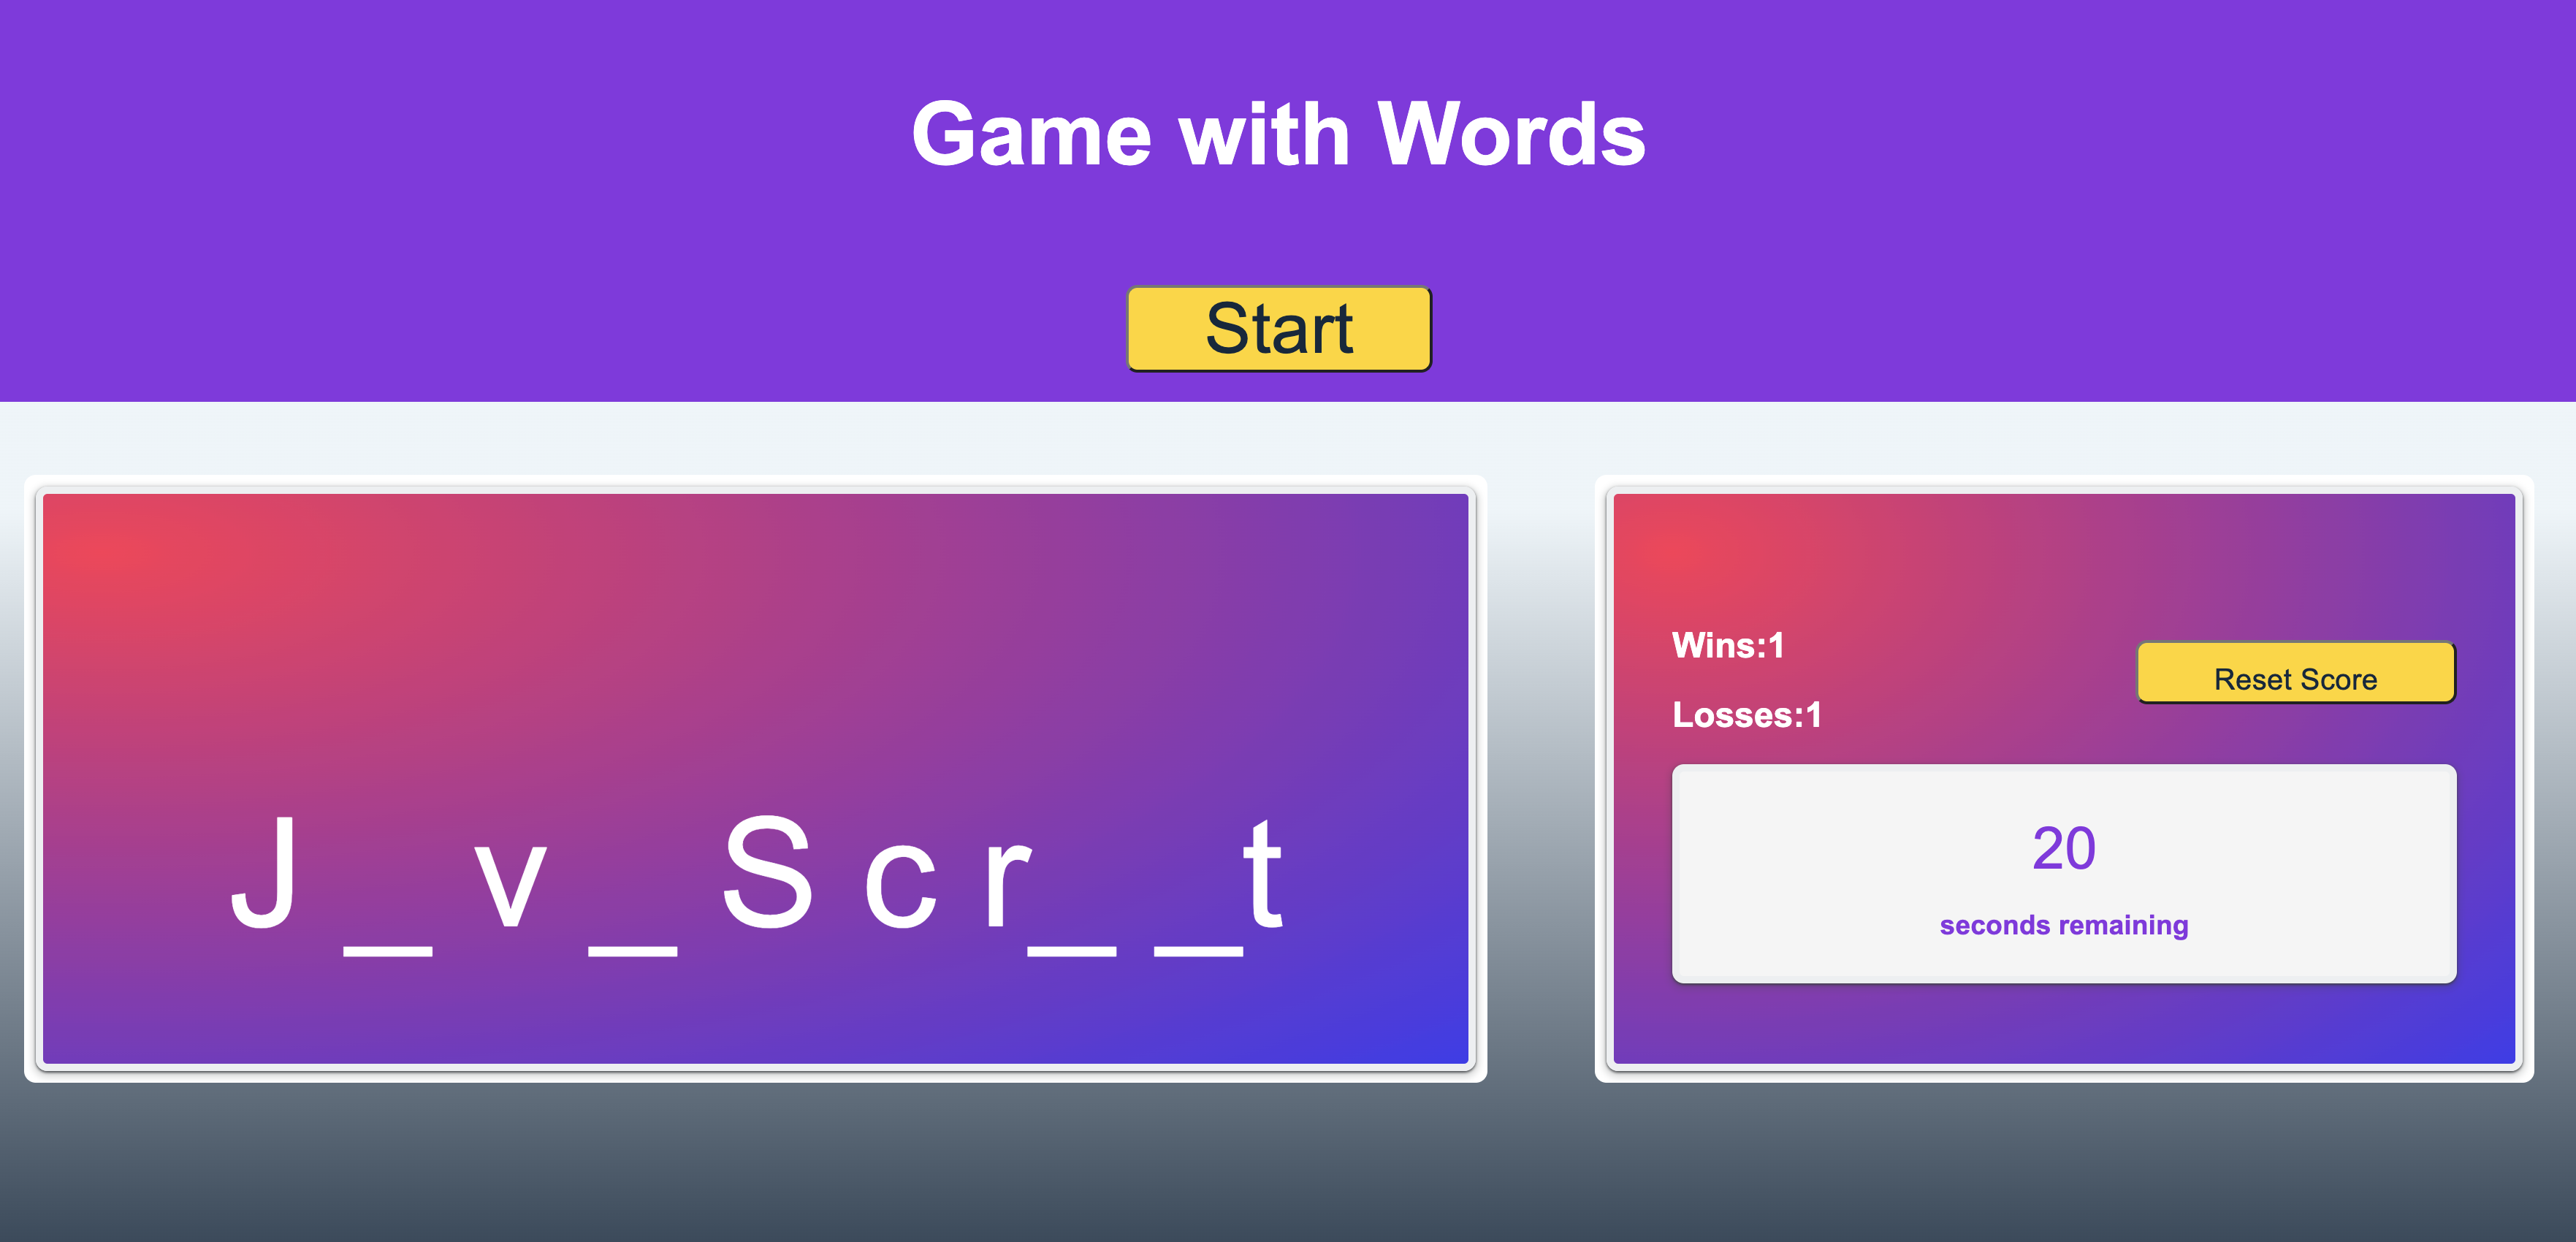 Game with Words
Start
J _ v _ S c r _ _ t
Wins:1
Reset Score
Losses:1
20
seconds remaining